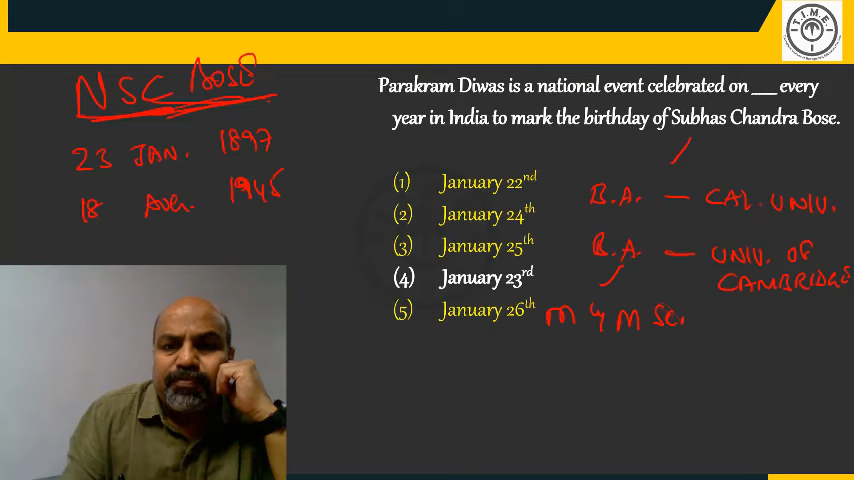 T.I.M.E.
NSC BOSE
23 JAN. 1897
18 AUG. 1945
Parakram Diwas is a national event celebrated on ___ every
year in India to mark the birthday of Subhas Chandra Bose.
(1) January 22nd
(2) January 24th
(3) January 25th
(4) January 23rd
(5) January 26th
B.A. — CAL. UNIV.
B.A. — UNIV. OF
CAMBRIDGE
M & M Sc.